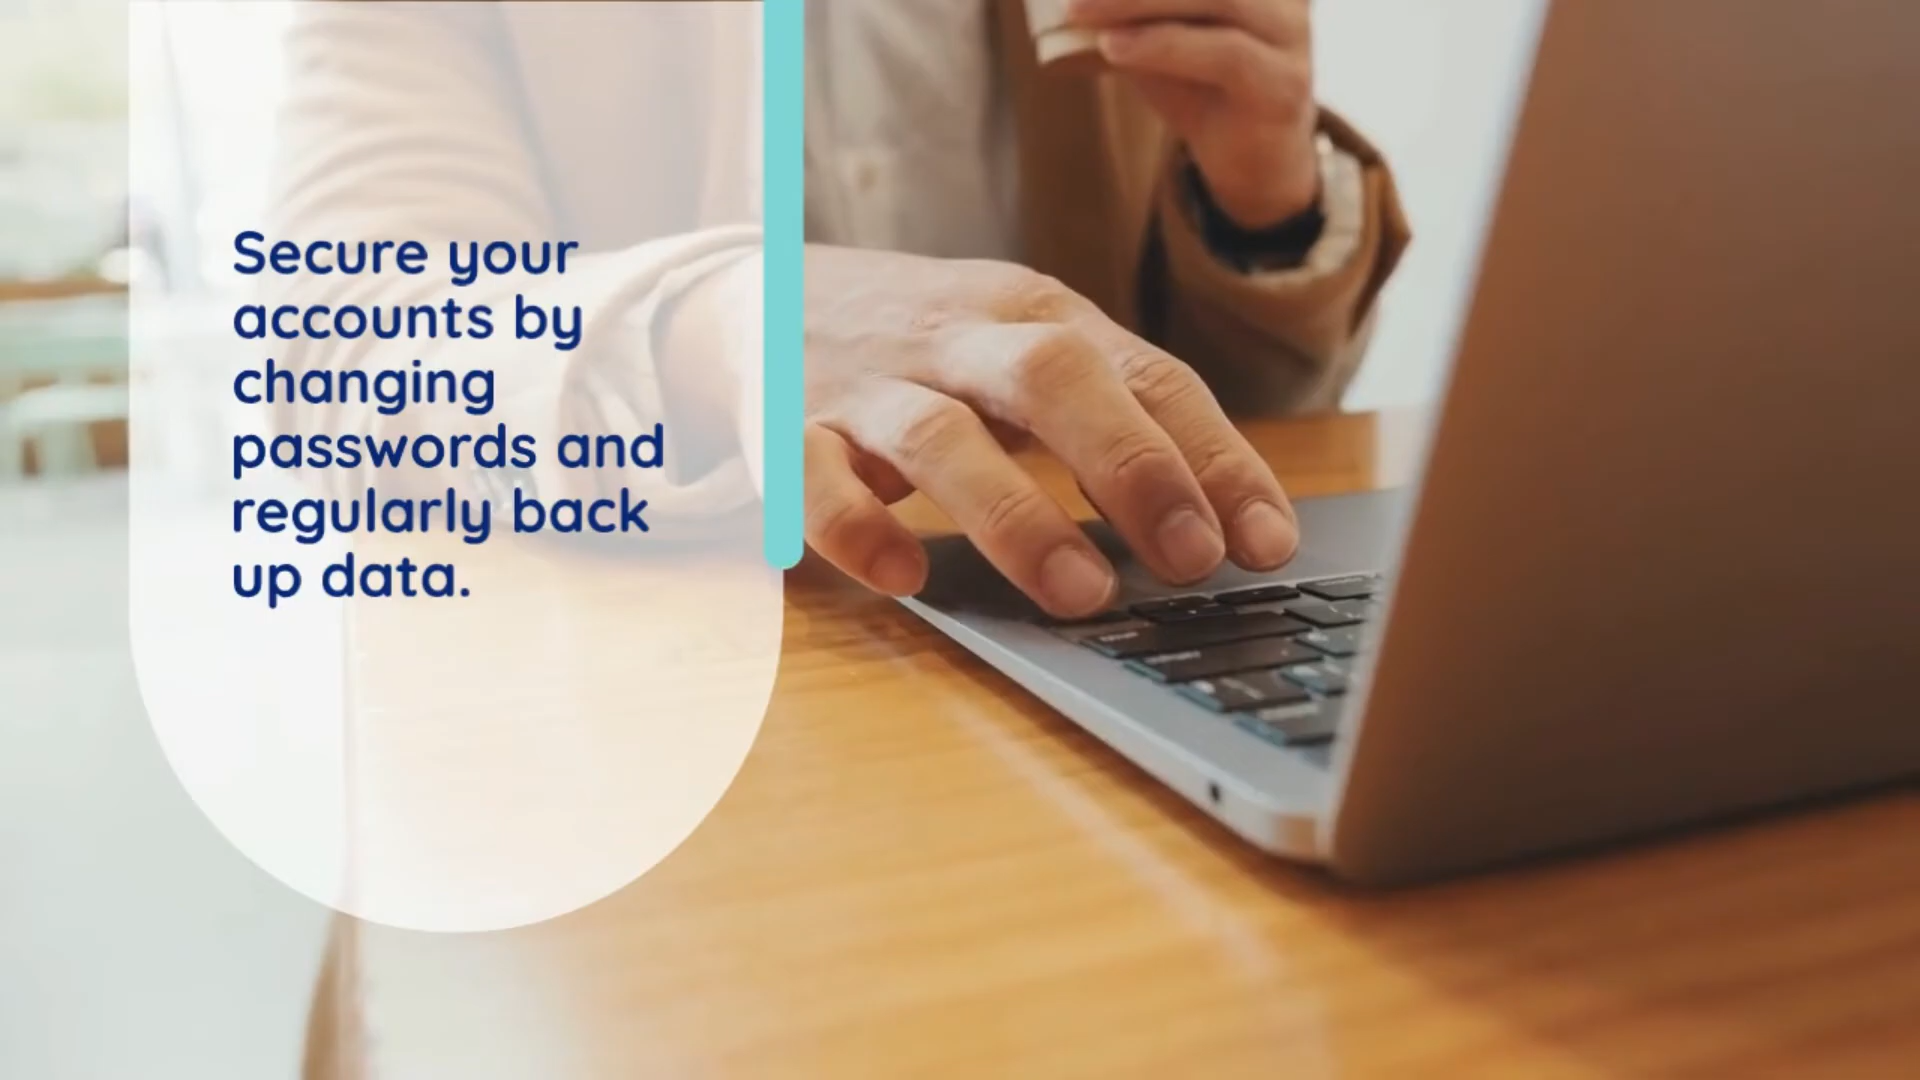 Secure your
accounts by
changing
passwords and
regularly back
up data.